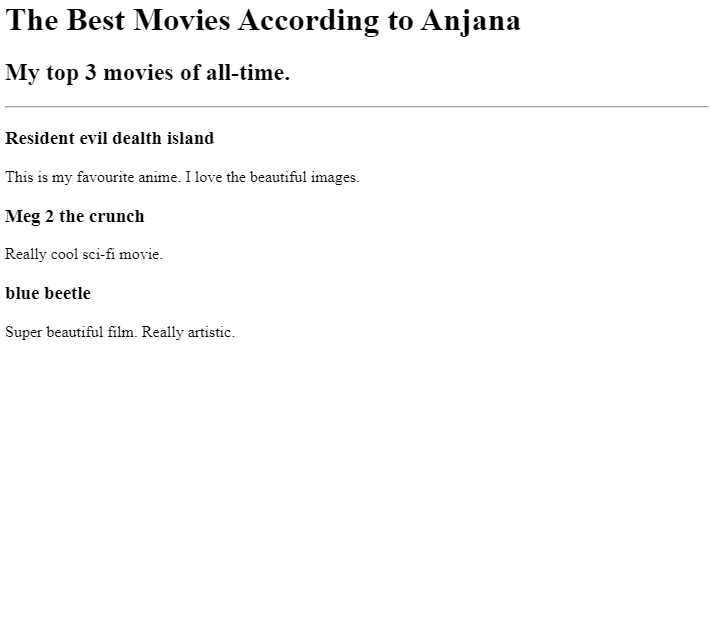 The Best Movies According to Anjana
My top 3 movies of all-time.
Resident evil dealth island
This is my favourite anime. I love the beautiful images.
Meg 2 the crunch
Really cool sci-fi movie.
blue beetle
Super beautiful film. Really artistic.